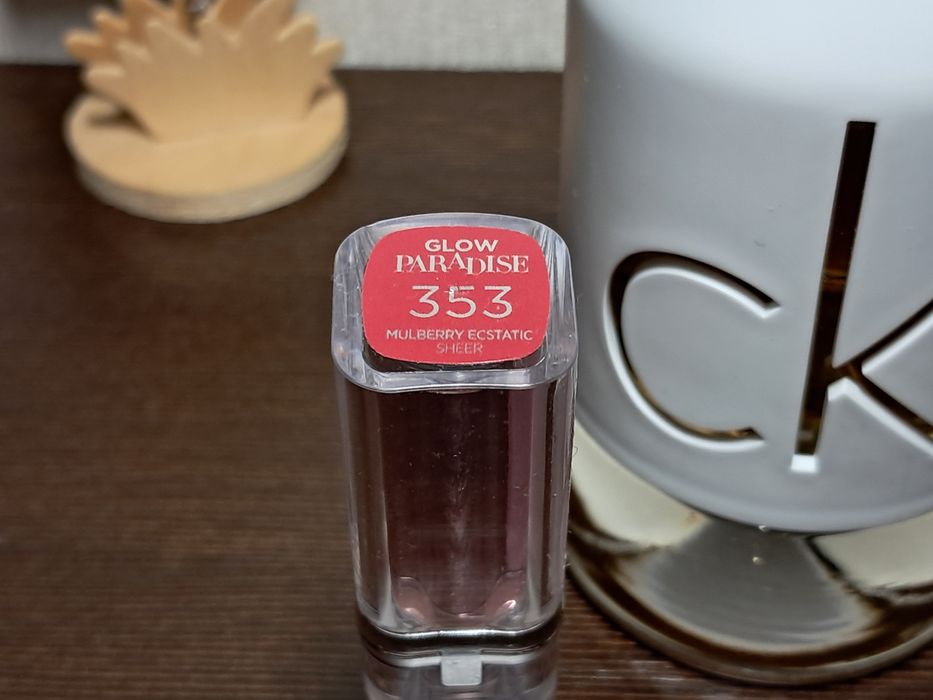 GLOW
PARADISE
353
MULBERRY ECSTATIC
SHEER
ck